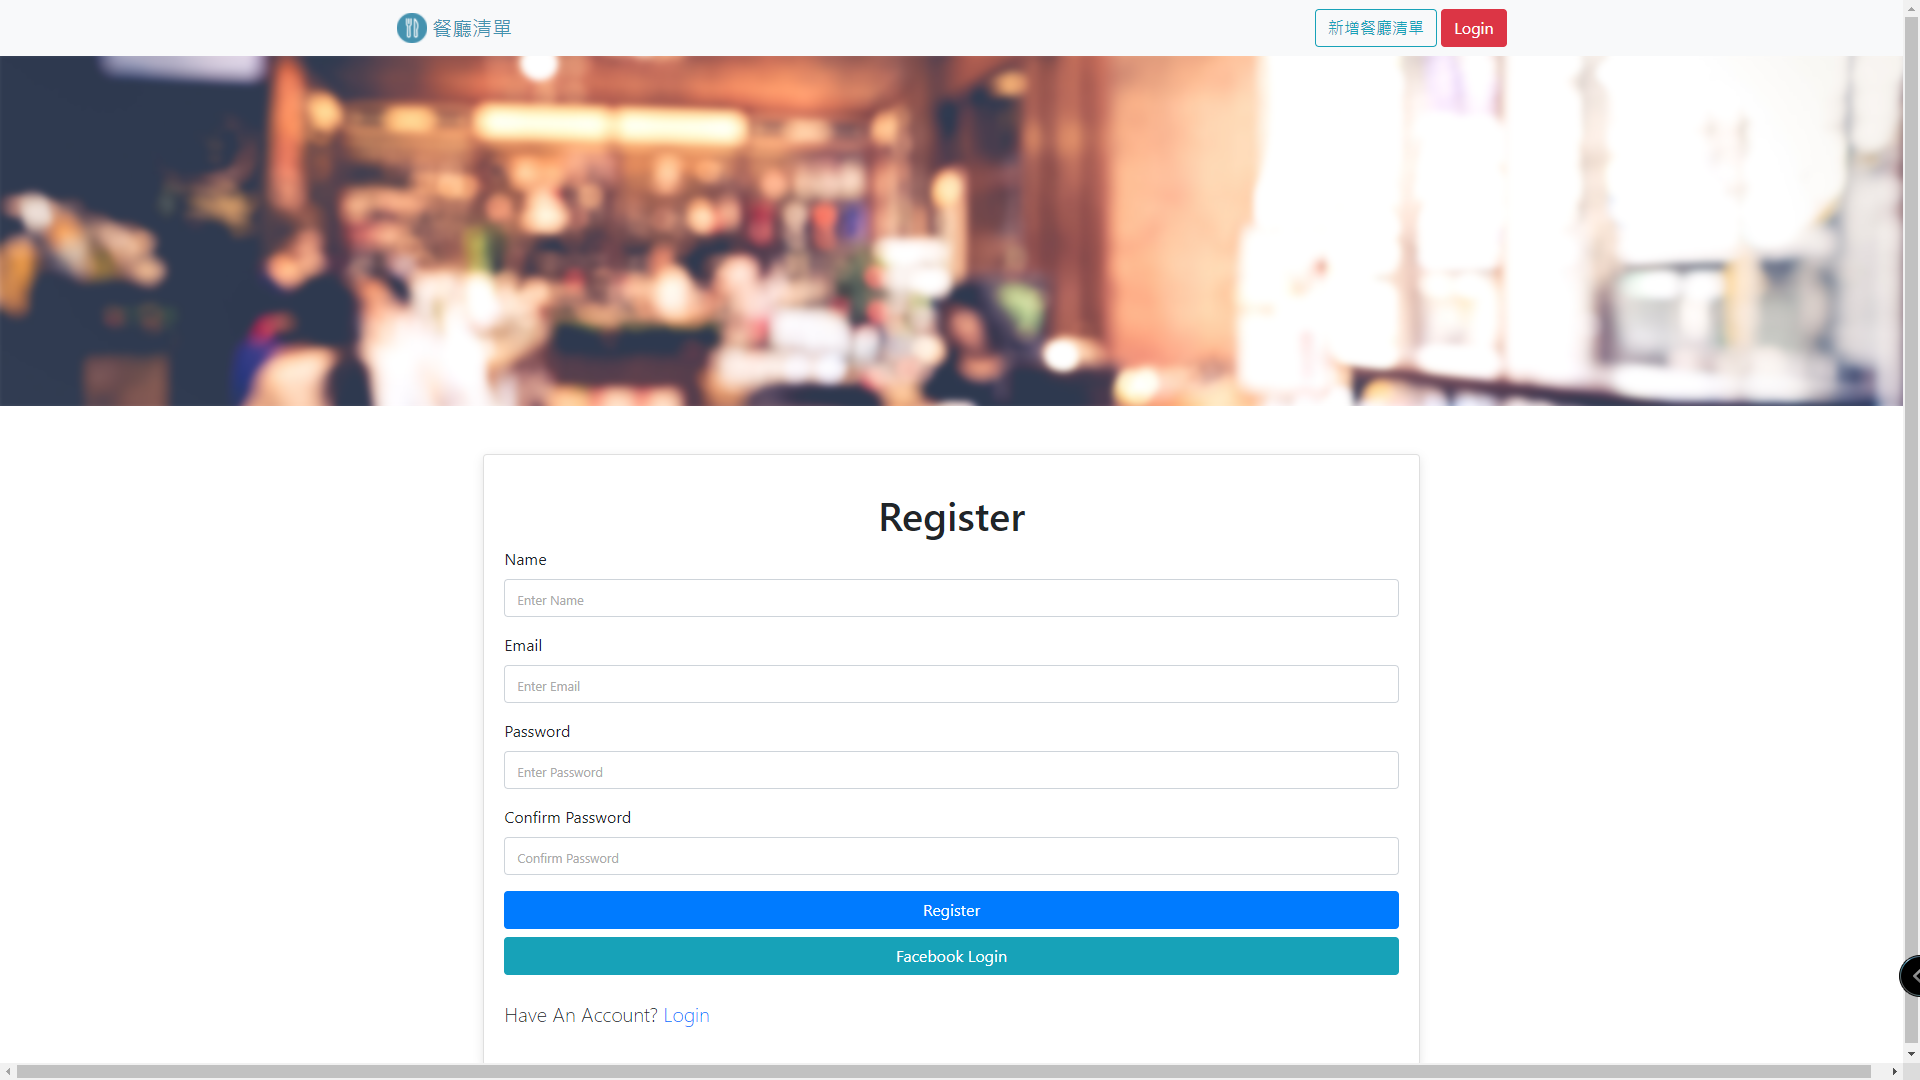 餐廳清單
新增餐廳清單
Login
Register
Name
Enter Name
Email
Enter Email
Password
Enter Password
Confirm Password
Confirm Password
Register
Facebook Login
Have An Account? Login